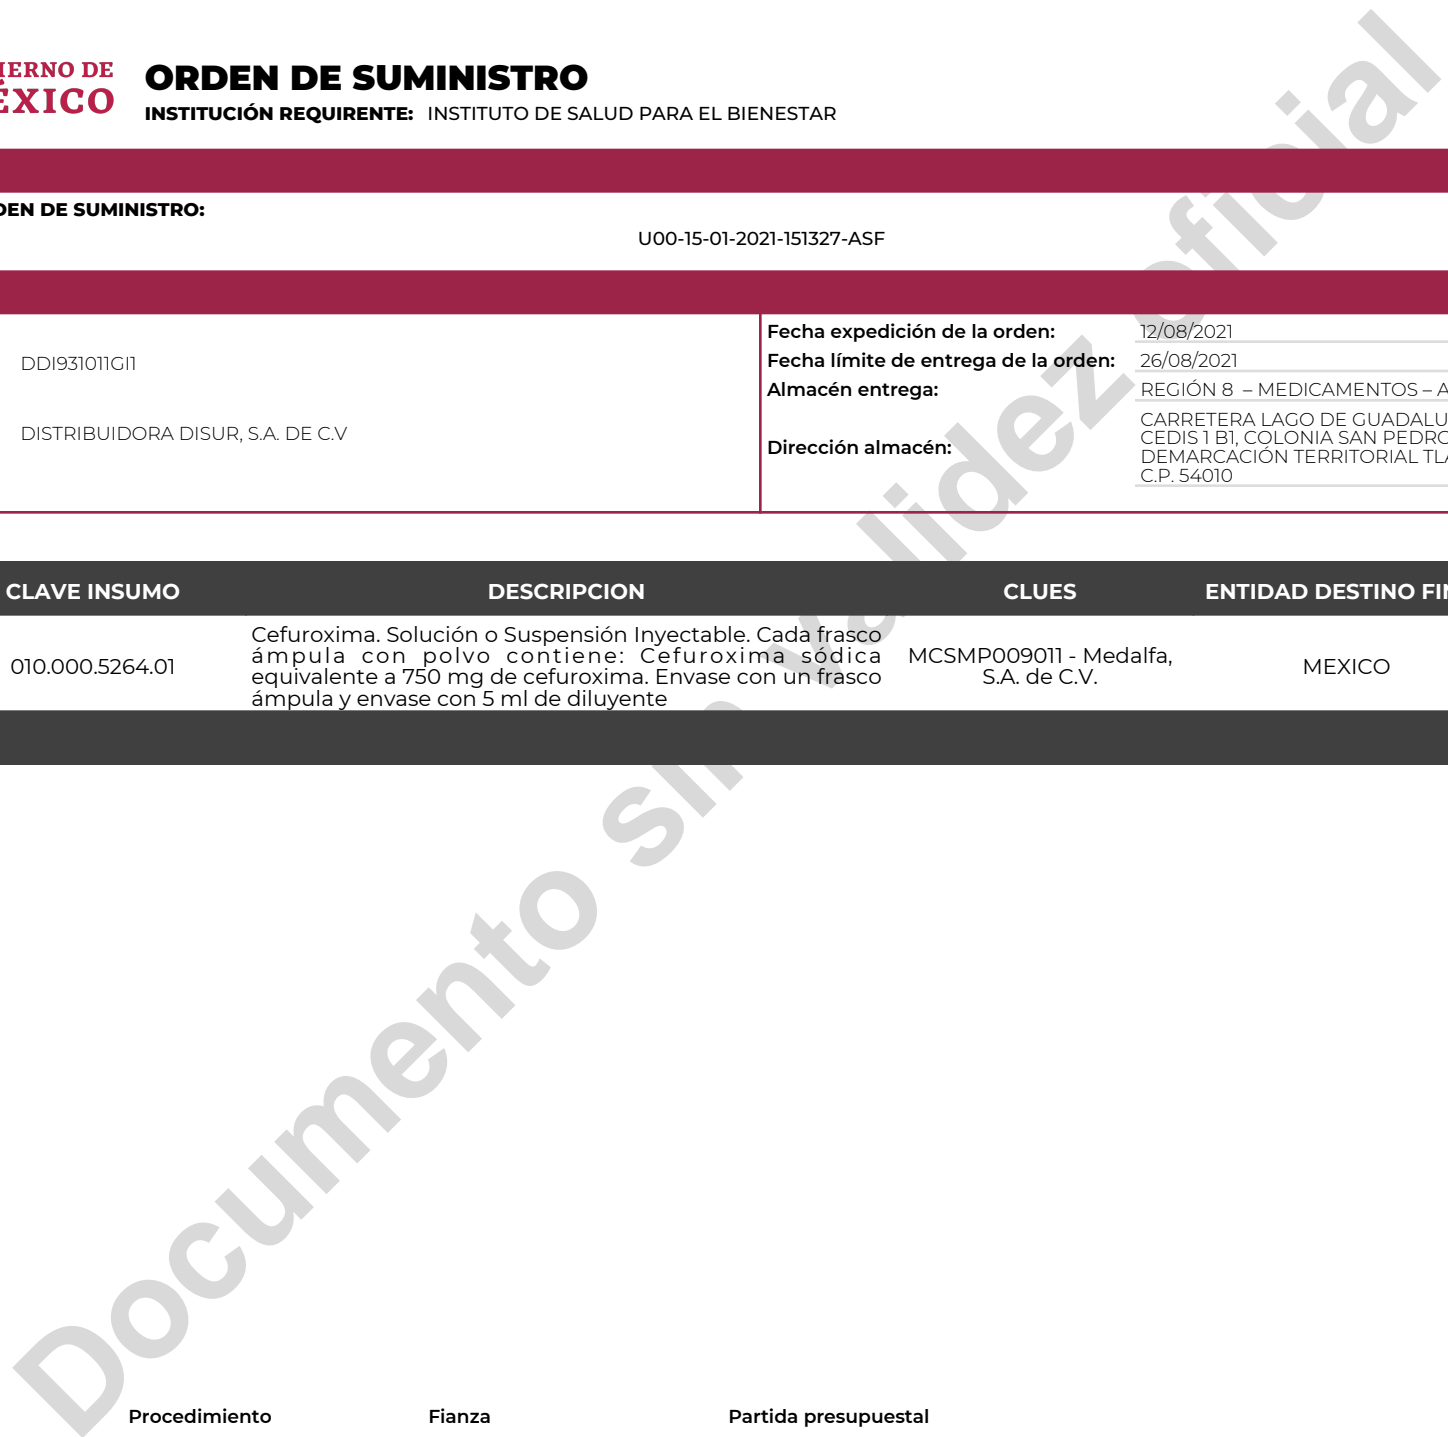 IERNO DE
ÉXICO
ORDEN DE SUMINISTRO
INSTITUCIÓN REQUIRENTE: INSTITUTO DE SALUD PARA EL BIENESTAR
DEN DE SUMINISTRO:
U00-15-01-2021-151327-ASF
DDI931011GI1
DISTRIBUIDORA DISUR, S.A. DE C.V
Fecha expedición de la orden: 12/08/2021
Fecha límite de entrega de la orden: 26/08/2021
Almacén entrega: REGIÓN 8 – MEDICAMENTOS – A
Dirección almacén:
CARRETERA LAGO DE GUADALU
CEDIS 1 B1, COLONIA SAN PEDRO
DEMARCACIÓN TERRITORIAL TLA
C.P. 54010
CLAVE INSUMO DESCRIPCION CLUES ENTIDAD DESTINO FIN
010.000.5264.01
Cefuroxima. Solución o Suspensión Inyectable. Cada frasco
ámpula con polvo contiene: Cefuroxima sódica
equivalente a 750 mg de cefuroxima. Envase con un frasco
ámpula y envase con 5 ml de diluyente
MCSMP009011 - Medalfa,
S.A. de C.V.
MEXICO
Documento sin validez oficial
Procedimiento Fianza Partida presupuestal